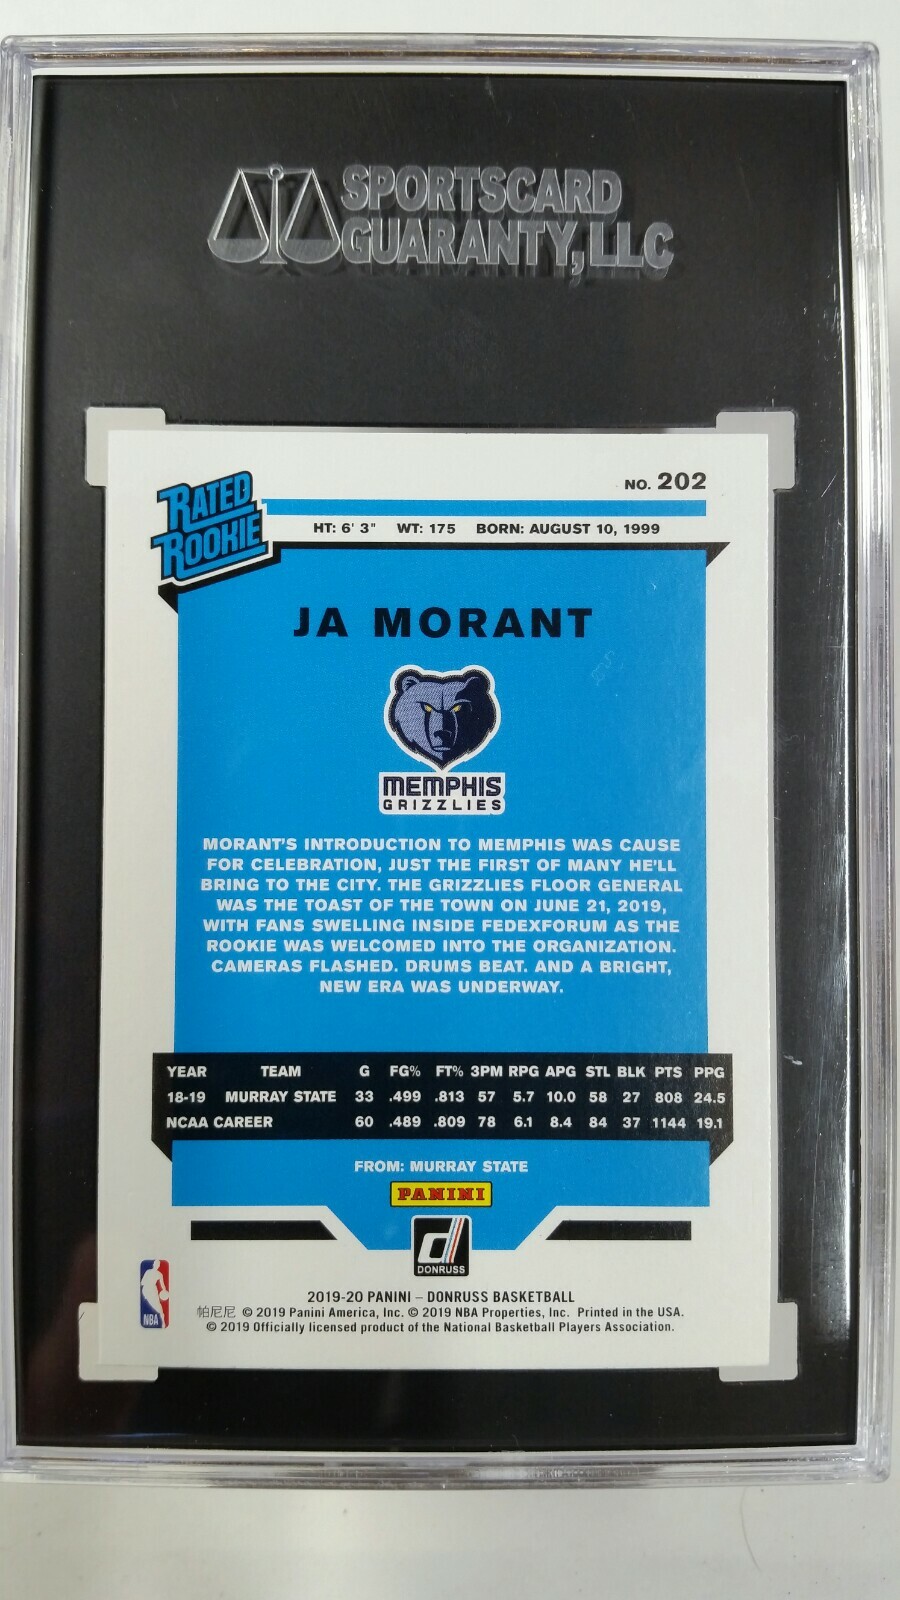 SPORTSCARD
GUARANTY, LLC
NO. 202
RATED
ROOKIE
HT: 6' 3" WT: 175 BORN: AUGUST 10, 1999
JA MORANT
MEMPHIS
GRIZZLIES
MORANT'S INTRODUCTION TO MEMPHIS WAS CAUSE
FOR CELEBRATION, JUST THE FIRST OF MANY HE'LL
BRING TO THE CITY. THE GRIZZLIES FLOOR GENERAL
WAS THE TOAST OF THE TOWN ON JUNE 21, 2019,
WITH FANS SWELLING INSIDE FEDEXFORUM AS THE
ROOKIE WAS WELCOMED INTO THE ORGANIZATION.
CAMERAS FLASHED. DRUMS BEAT. AND A BRIGHT,
NEW ERA WAS UNDERWAY.
YEAR TEAM G FG% FT% 3PM RPG APG STL BLK PTS PPG
18-19 MURRAY STATE 33 .499 .813 57 5.7 10.0 58 27 808 24.5
NCAA CAREER 60 .489 .809 78 6.1 8.4 84 37 1144 19.1
FROM: MURRAY STATE
PANINI
d
DONRUSS
NBA
2019-20 PANINI – DONRUSS BASKETBALL
帕尼尼 © 2019 Panini America, Inc. © 2019 NBA Properties, Inc. Printed in the USA.
© 2019 Officially licensed product of the National Basketball Players Association.